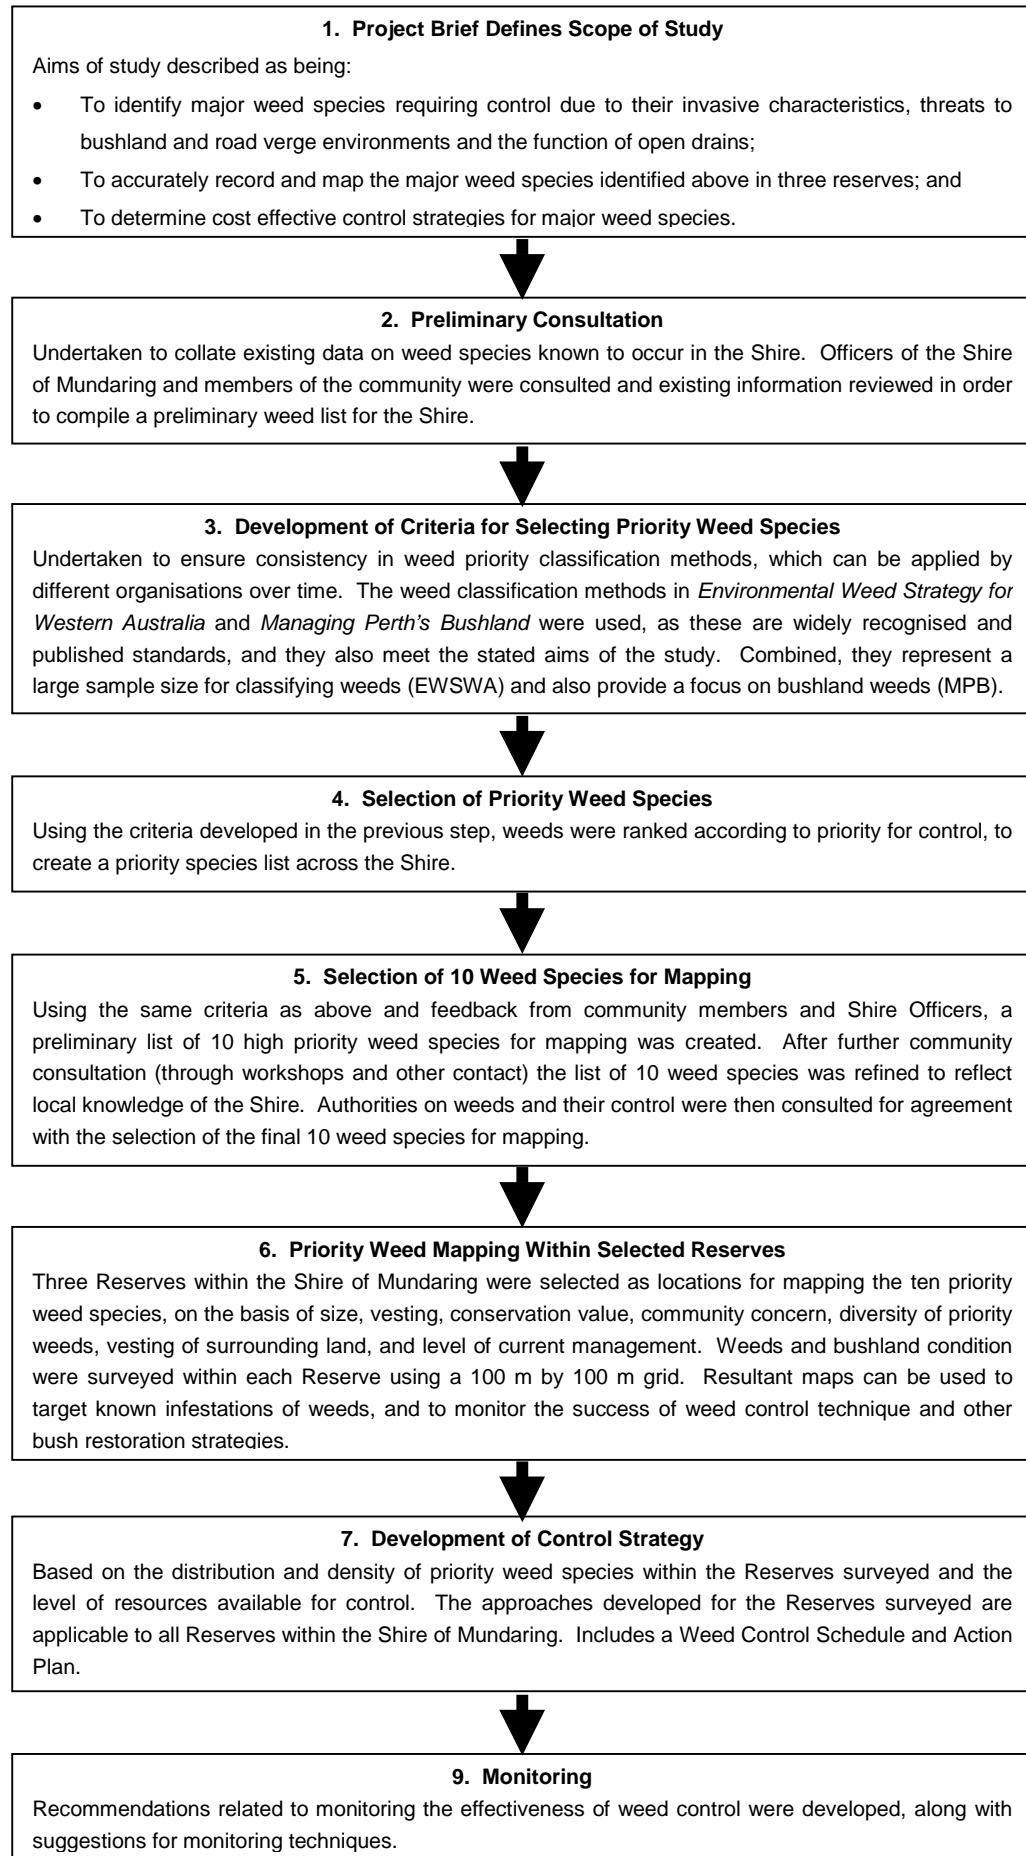 1. Project Brief Defines Scope of Study
Aims of study described as being:
• To identify major weed species requiring control due to their invasive characteristics, threats to
bushland and road verge environments and the function of open drains;
• To accurately record and map the major weed species identified above in three reserves; and
• To determine cost effective control strategies for major weed species.
2. Preliminary Consultation
Undertaken to collate existing data on weed species known to occur in the Shire. Officers of the Shire
of Mundaring and members of the community were consulted and existing information reviewed in order
to compile a preliminary weed list for the Shire.
3. Development of Criteria for Selecting Priority Weed Species
Undertaken to ensure consistency in weed priority classification methods, which can be applied by
different organisations over time. The weed classification methods in Environmental Weed Strategy for
Western Australia and Managing Perth's Bushland were used, as these are widely recognised and
published standards, and they also meet the stated aims of the study. Combined, they represent a
large sample size for classifying weeds (EWSWA) and also provide a focus on bushland weeds (MPB).
4. Selection of Priority Weed Species
Using the criteria developed in the previous step, weeds were ranked according to priority for control, to
create a priority species list across the Shire.
5. Selection of 10 Weed Species for Mapping
Using the same criteria as above and feedback from community members and Shire Officers, a
preliminary list of 10 high priority weed species for mapping was created. After further community
consultation (through workshops and other contact) the list of 10 weed species was refined to reflect
local knowledge of the Shire. Authorities on weeds and their control were then consulted for agreement
with the selection of the final 10 weed species for mapping.
6. Priority Weed Mapping Within Selected Reserves
Three Reserves within the Shire of Mundaring were selected as locations for mapping the ten priority
weed species, on the basis of size, vesting, conservation value, community concern, diversity of priority
weeds, vesting of surrounding land, and level of current management. Weeds and bushland condition
were surveyed within each Reserve using a 100 m by 100 m grid. Resultant maps can be used to
target known infestations of weeds, and to monitor the success of weed control technique and other
bush restoration strategies.
7. Development of Control Strategy
Based on the distribution and density of priority weed species within the Reserves surveyed and the
level of resources available for control. The approaches developed for the Reserves surveyed are
applicable to all Reserves within the Shire of Mundaring. Includes a Weed Control Schedule and Action
Plan.
9. Monitoring
Recommendations related to monitoring the effectiveness of weed control were developed, along with
suggestions for monitoring techniques.